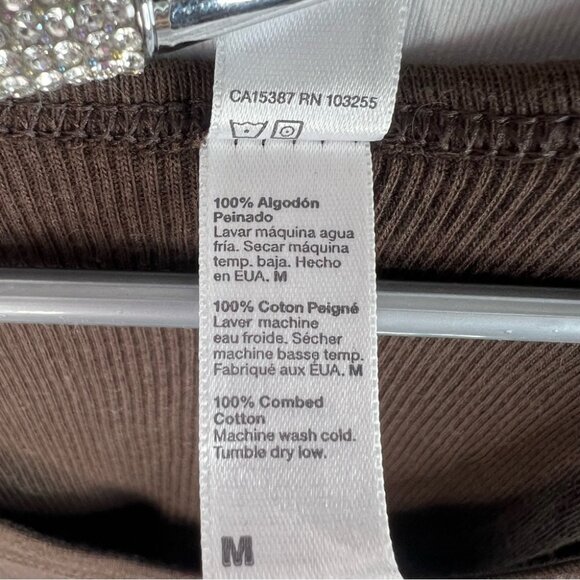 CA15387 RN 103255
100% Algodón
Peinado
Lavar máquina agua
fría. Secar máquina
temp. baja. Hecho
en EUA. M
100% Coton Peigné
Laver machine
eau froide. Sécher
machine basse temp.
Fabriqué aux ÉUA. M
100% Combed
Cotton
Machine wash cold.
Tumble dry low.
M